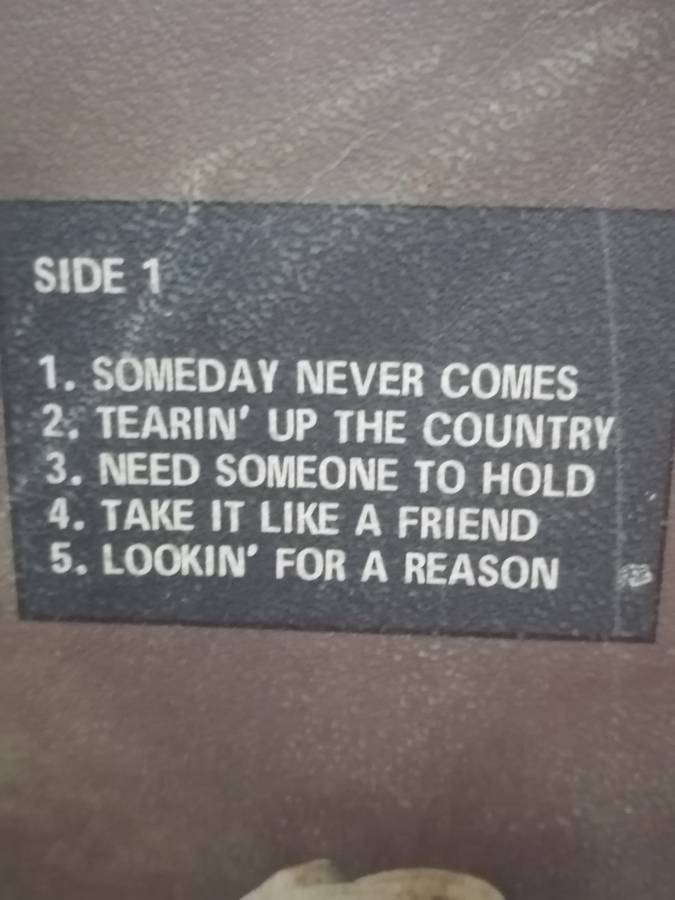 SIDE 1
1. SOMEDAY NEVER COMES
2. TEARIN' UP THE COUNTRY
3. NEED SOMEONE TO HOLD
4. TAKE IT LIKE A FRIEND
5. LOOKIN' FOR A REASON